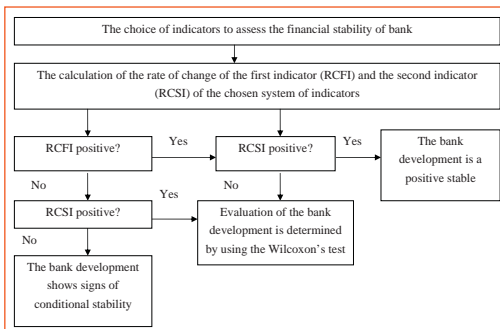 The choice of indicators to assess the financial stability of bank
The calculation of the rate of change of the first indicator (RCFI) and the second indicator
(RCSI) of the chosen system of indicators
RCFI positive?
Yes
RCSI positive?
Yes
The bank
development is a
positive stable
No
No
RCSI positive?
Yes
Evaluation of the bank
development is determined
by using the Wilcoxon's test
No
The bank development
shows signs of
conditional stability